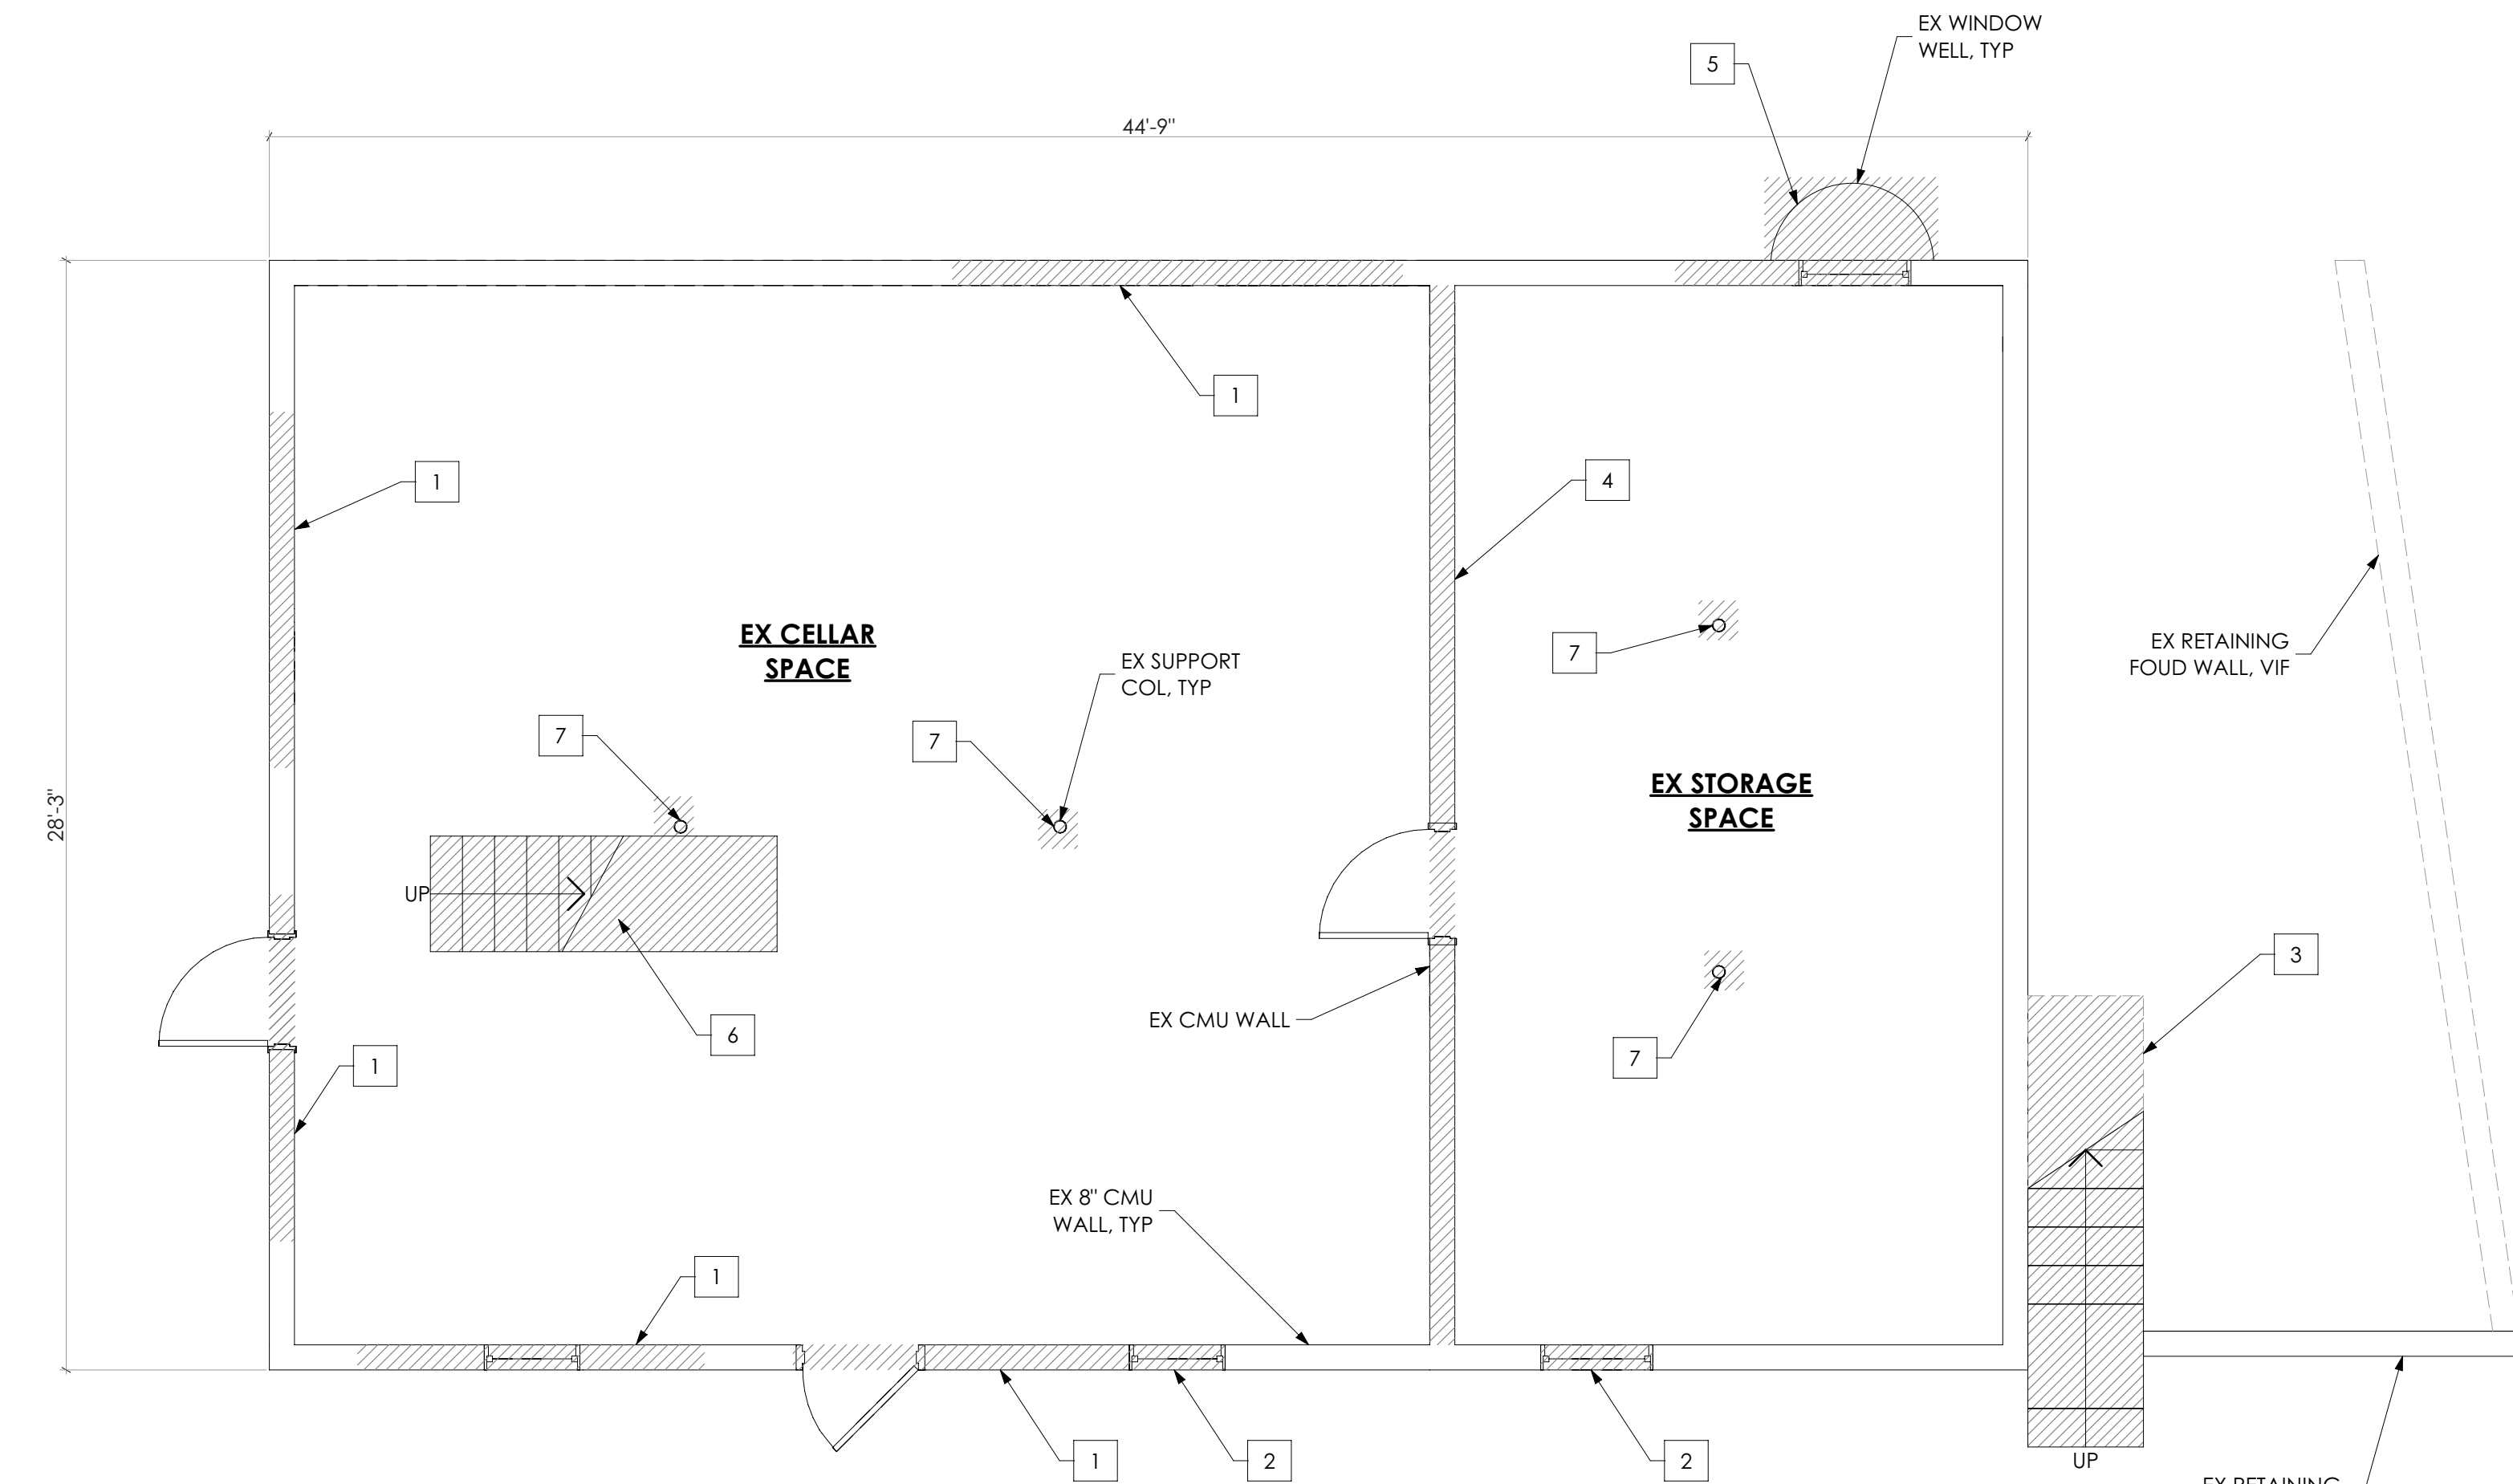 EX WINDOW
WELL, TYP
5
44'-9"
1
1
4
EX CELLAR
SPACE
EX SUPPORT
COL, TYP
7
EX RETAINING
FOUD WALL, VIF
7
7
28'-3"
EX STORAGE
SPACE
UP
3
EX CMU WALL
6
7
1
EX 8" CMU
WALL, TYP
1
1
2
2
UP
EX RETAINING